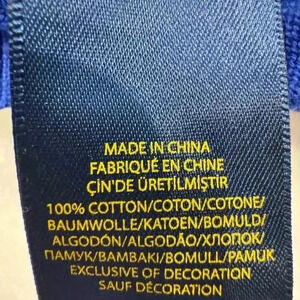 MADE IN CHINA
FABRIQUÉ EN CHINE
ÇİN'DE ÜRETİLMİŞTİR
100% COTTON/COTON/COTONE/
BAUMWOLLE/KATOEN/BOMULD/
ALGODÓN/ALGODÃO/ХЛОПОК/
ΠΑΜΥΚ/BAMBAKI/BOMULL/PAMUK
EXCLUSIVE OF DECORATION
SAUF DÉCORATION